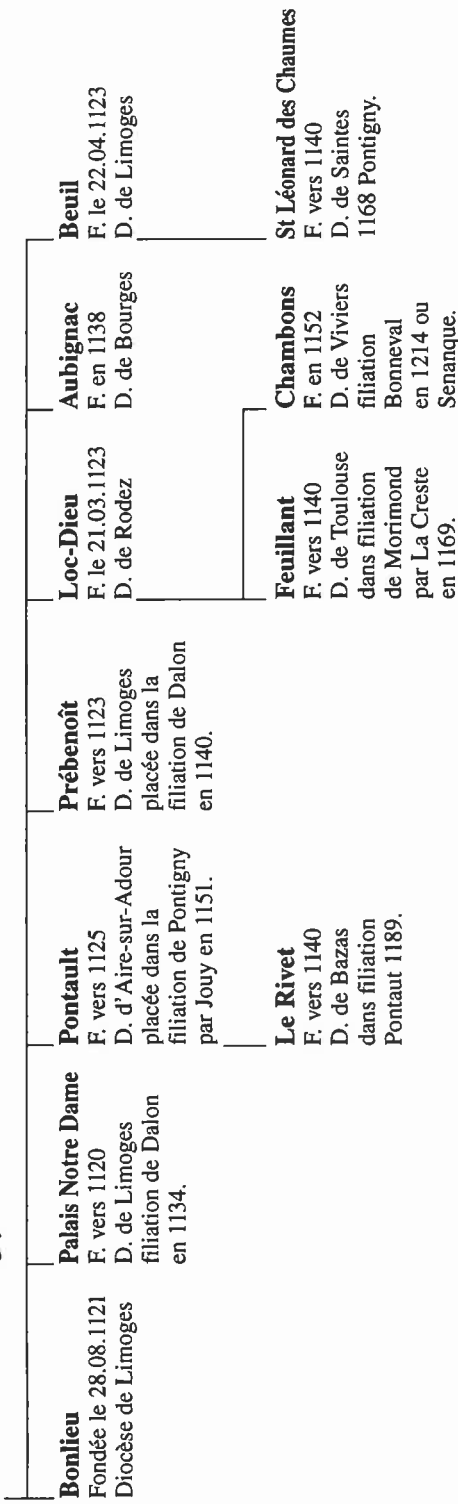 Bonlieu
Fondée le 28.08.1121
Diocèse de Limoges
Palais Notre Dame
F. vers 1120
D. de Limoges
filiation de Dalon
en 1134.
Pontault
F. vers 1125
D. d'Aire-sur-Adour
placée dans la
filiation de Pontigny
par Jouy en 1151.
Prébenoît
F. vers 1123
D. de Limoges
placée dans la
filiation de Dalon
en 1140.
Loc-Dieu
F. le 21.03.1123
D. de Rodez
Aubignac
F. en 1138
D. de Bourges
Beuil
F. le 22.04.1123
D. de Limoges
Le Rivet
F. vers 1140
D. de Bazas
dans filiation
Pontaut 1189.
Feuillant
F. vers 1140
D. de Toulouse
dans filiation
de Morimond
par La Creste
en 1169.
Chambons
F. en 1152
D. de Viviers
filiation
Bonneval
en 1214 ou
Senanque.
St Léonard des Chaumes
F. vers 1140
D. de Saintes
1168 Pontigny.